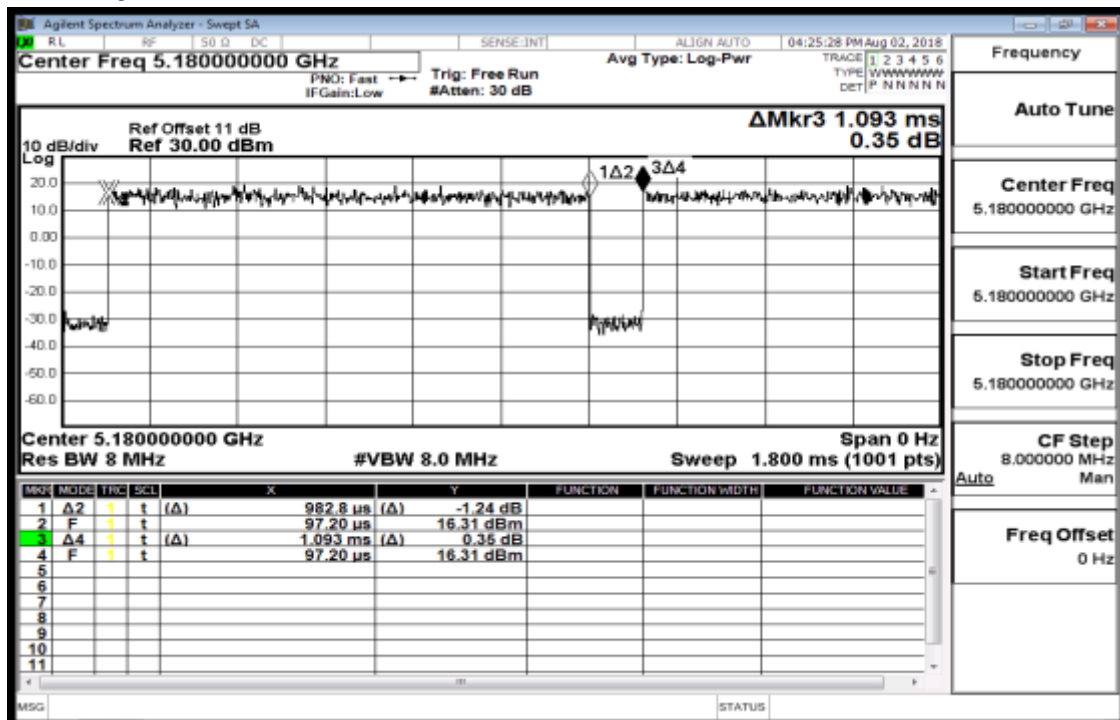 Agilent Spectrum Analyzer - Swept SA
RL RF 50 Ω DC SENSE:INT ALIGN AUTO 04:25:28 PM Aug 02, 2018
Center Freq 5.180000000 GHz Avg Type: Log-Pwr TRACE 1 2 3 4 5 6
PNO: Fast Trig: Free Run TYPE WWWWWW
IFGain:Low #Atten: 30 dB DET P N N N N N
Ref Offset 11 dB ΔMkr3 1.093 ms
10 dB/div Ref 30.00 dBm 0.35 dB
Log
1Δ2 3Δ4
20.0
10.0
0.00
-10.0
-20.0
-30.0
-40.0
-50.0
-60.0
Center 5.180000000 GHz Span 0 Hz
Res BW 8 MHz #VBW 8.0 MHz Sweep 1.800 ms (1001 pts)
MKR MODE TRC SCL X Y FUNCTION FUNCTION WIDTH FUNCTION VALUE
1 Δ2 1 t (Δ) 982.8 µs (Δ) -1.24 dB
2 F 1 t 97.20 µs 16.31 dBm
3 Δ4 1 t (Δ) 1.093 ms (Δ) 0.35 dB
4 F 1 t 97.20 µs 16.31 dBm
5
6
7
8
9
10
11
MSG STATUS
Frequency
Auto Tune
Center Freq
5.180000000 GHz
Start Freq
5.180000000 GHz
Stop Freq
5.180000000 GHz
CF Step
8.000000 MHz
Auto Man
Freq Offset
0 Hz